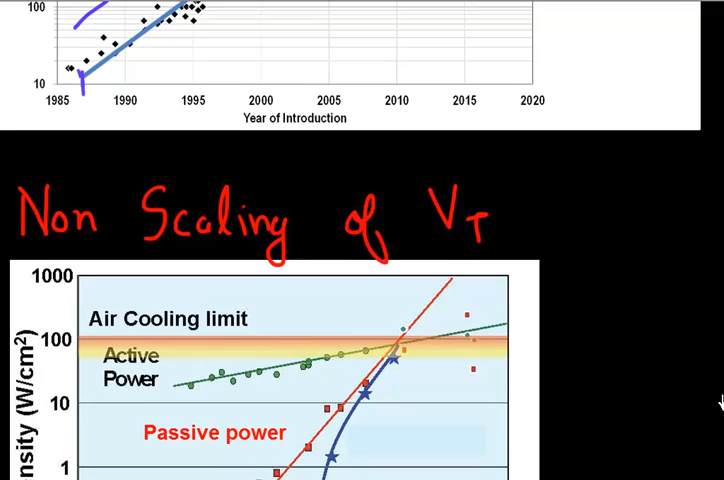 100
10
1985 1990 1995 2000 2005 2010 2015 2020
Year of Introduction
Non Scaling of VT
1000
Air Cooling limit
100
Active
Power
10
Passive power
1
nsity (W/cm²)